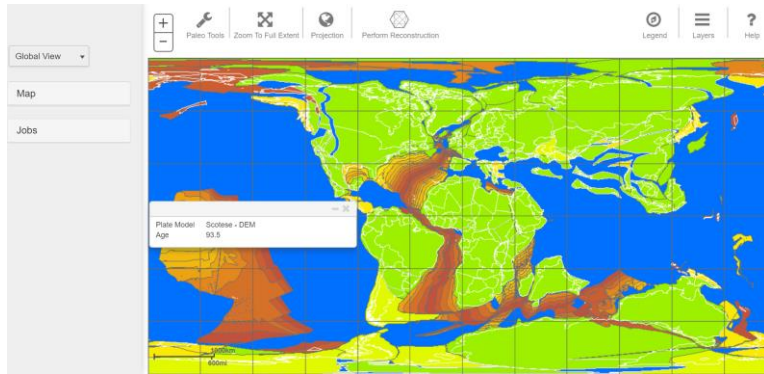 +
−
Paleo Tools
Zoom To Full Extent
Projection
Perform Reconstruction
Legend
Layers
? Help
Global View
Map
Jobs
Plate Model Scotese - DEM
Age 93.5
1000km
600mi